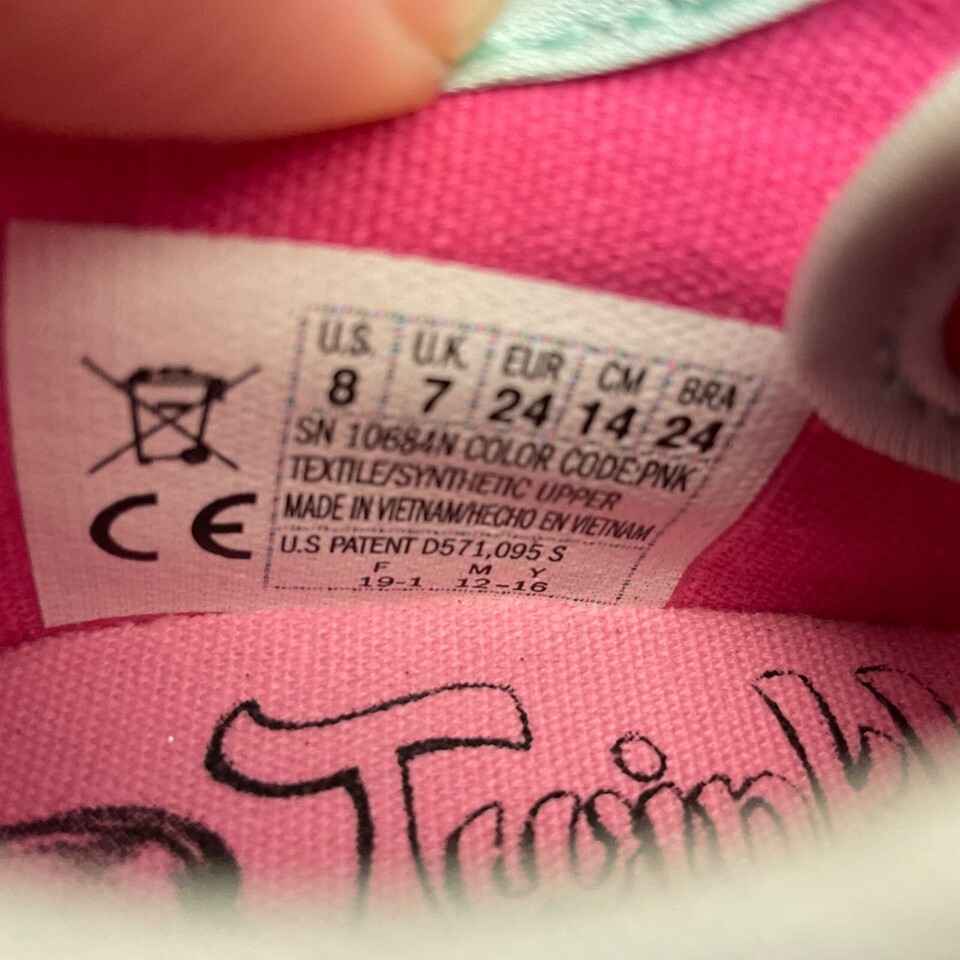 U.S. U.K. EUR CM BRA
8 7 24 14 24
SN 10684N COLOR CODE:PNK
TEXTILE/SYNTHETIC UPPER
MADE IN VIETNAM/HECHO EN VIETNAM
U.S PATENT D571,095 S
F M Y
19-1 12-16
CE